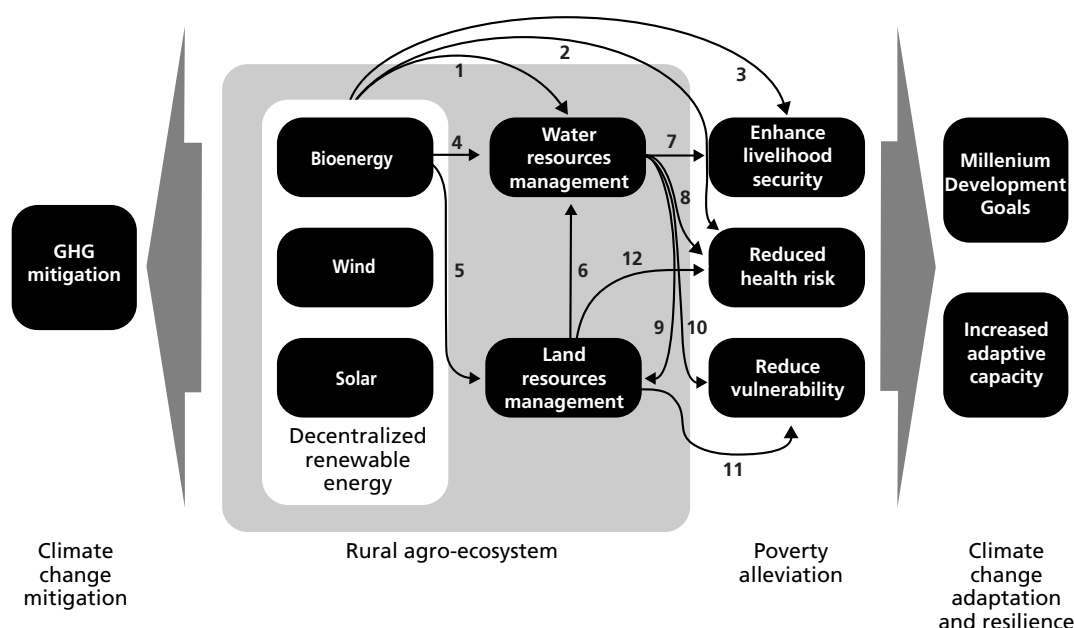 1
2
3
Bioenergy
4
Water
resources
management
7
Enhance
livelihood
security
Millenium
Development
Goals
8
GHG
mitigation
Wind
5
6
12
Reduced
health risk
9
10
Increased
adaptive
capacity
Solar
Land
resources
management
Reduce
vulnerability
Decentralized
renewable
energy
11
Climate
change
mitigation
Rural agro-ecosystem
Poverty
alleviation
Climate
change
adaptation
and resilience